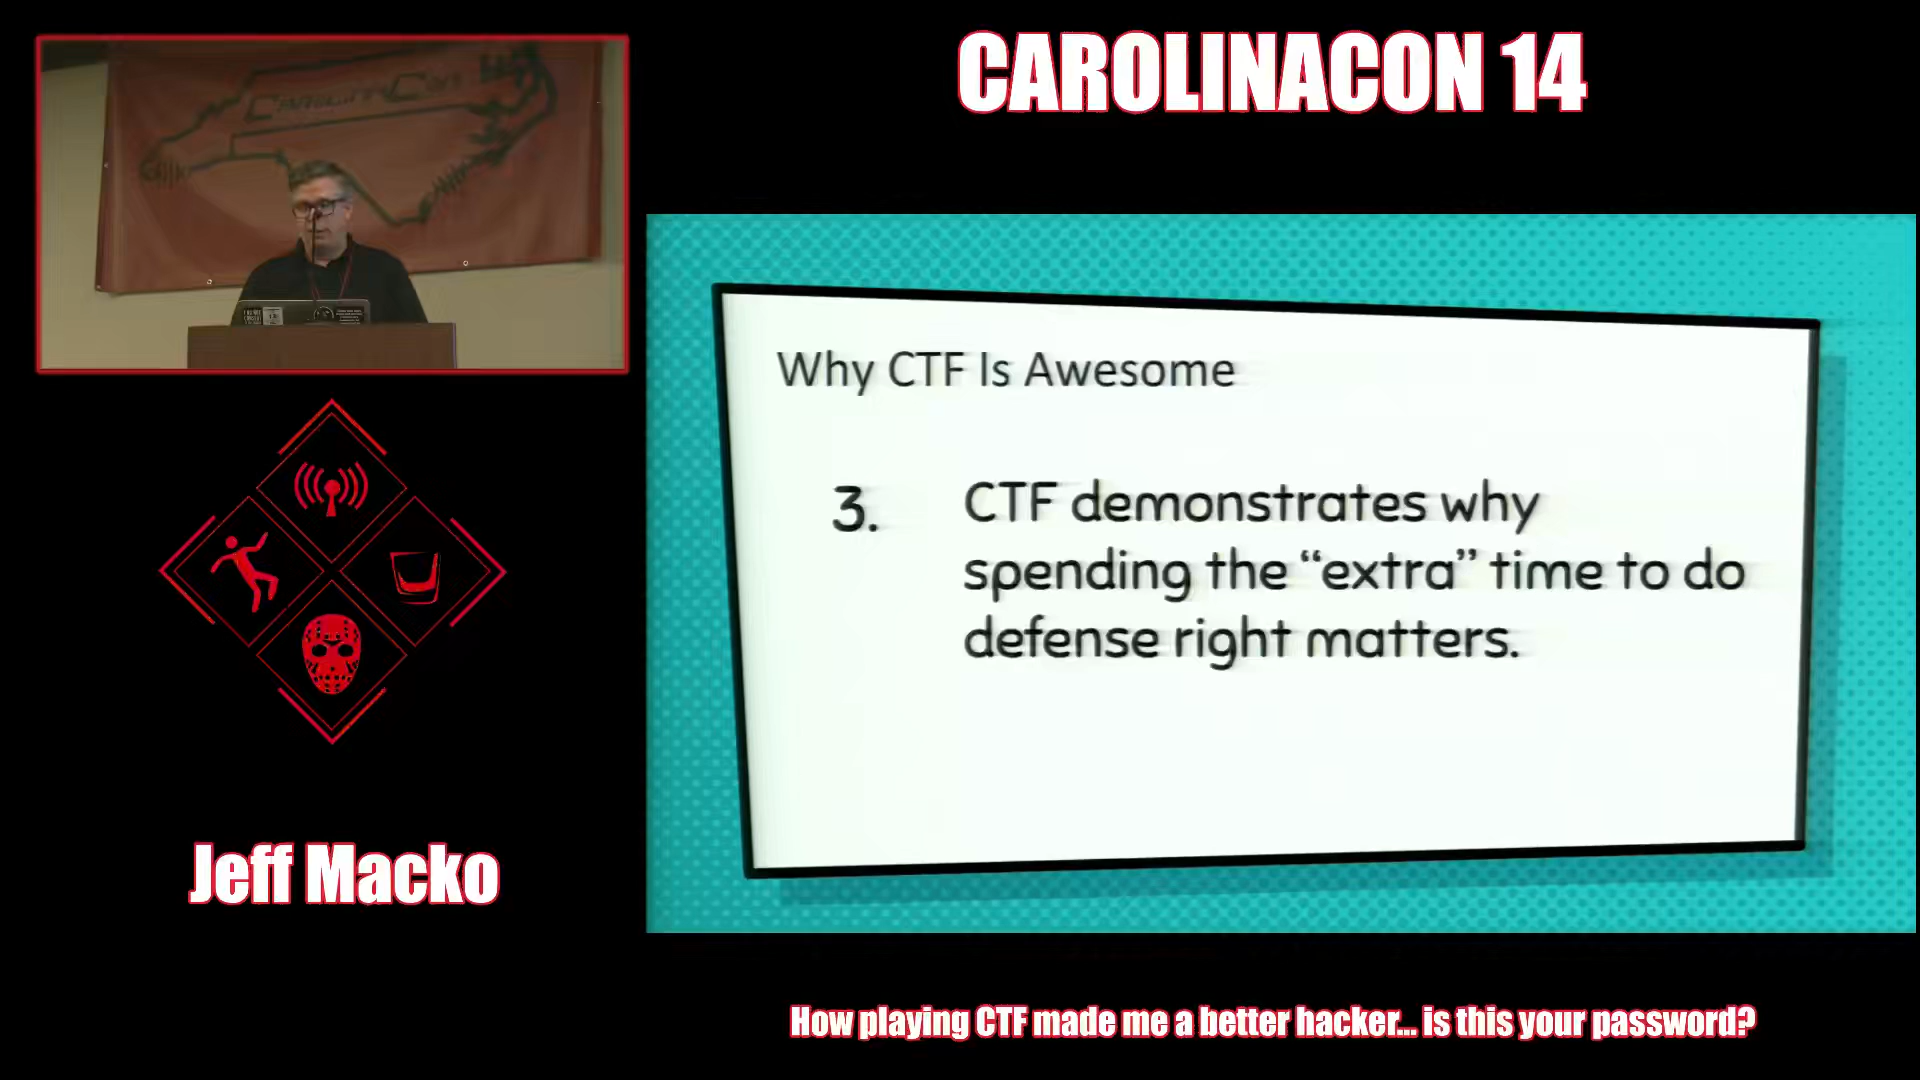 CAROLINACON 14
CAROLINACON
Why CTF Is Awesome
3.
CTF demonstrates why
spending the “extra” time to do
defense right matters.
Jeff Macko
How playing CTF made me a better hacker... is this your password?